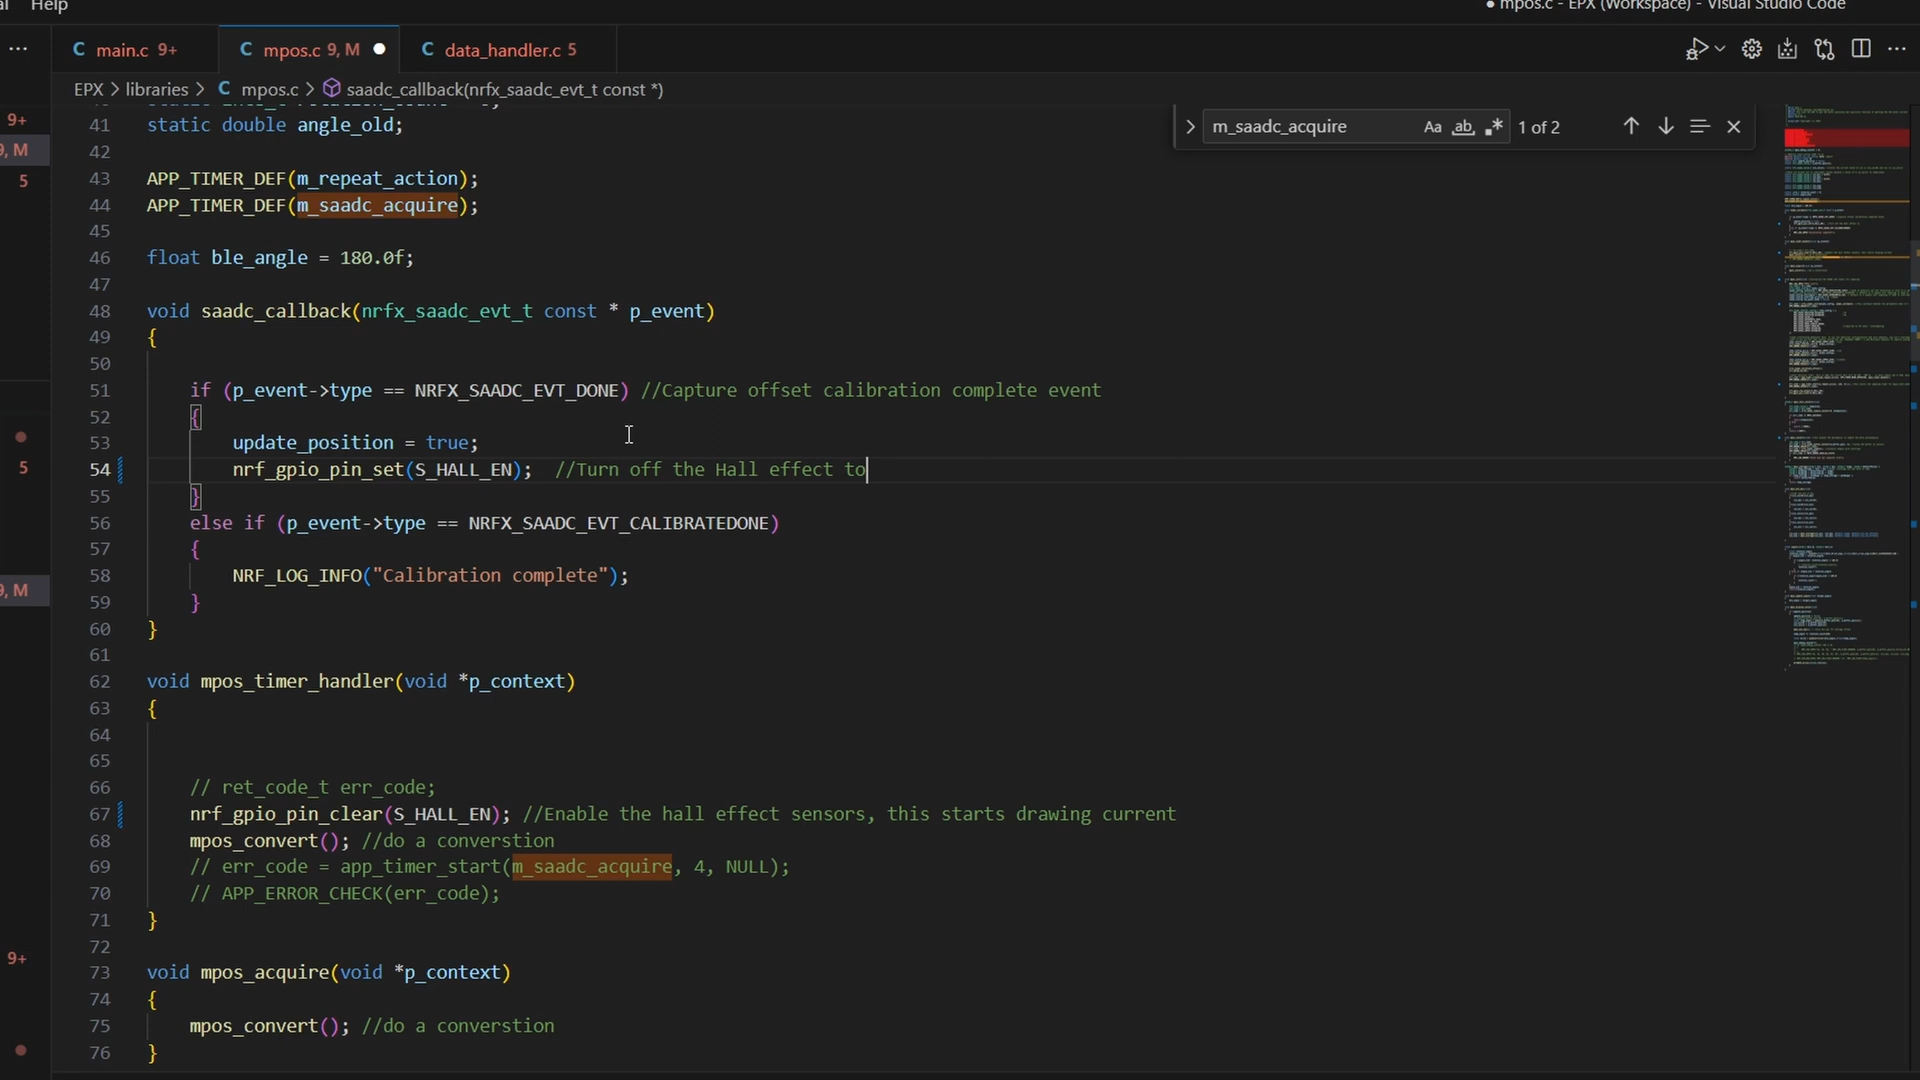 Help
mpos.c - EPX (Workspace) - Visual Studio Code
main.c 9+
mpos.c 9, M
data_handler.c 5
EPX > libraries > C mpos.c > saadc_callback(nrfx_saadc_evt_t const *)
m_saadc_acquire Aa ab .* 1 of 2
9+
9, M
5
5
9, M
9+
41 static double angle_old;
42
43 APP_TIMER_DEF(m_repeat_action);
44 APP_TIMER_DEF(m_saadc_acquire);
45
46 float ble_angle = 180.0f;
47
48 void saadc_callback(nrfx_saadc_evt_t const * p_event)
49 {
50
51 if (p_event->type == NRFX_SAADC_EVT_DONE) //Capture offset calibration complete event
52 {
53 update_position = true;
54 nrf_gpio_pin_set(S_HALL_EN); //Turn off the Hall effect to
55 }
56 else if (p_event->type == NRFX_SAADC_EVT_CALIBRATEDONE)
57 {
58 NRF_LOG_INFO("Calibration complete");
59 }
60 }
61
62 void mpos_timer_handler(void *p_context)
63 {
64
65
66 // ret_code_t err_code;
67 nrf_gpio_pin_clear(S_HALL_EN); //Enable the hall effect sensors, this starts drawing current
68 mpos_convert(); //do a converstion
69 // err_code = app_timer_start(m_saadc_acquire, 4, NULL);
70 // APP_ERROR_CHECK(err_code);
71 }
72
73 void mpos_acquire(void *p_context)
74 {
75 mpos_convert(); //do a converstion
76 }